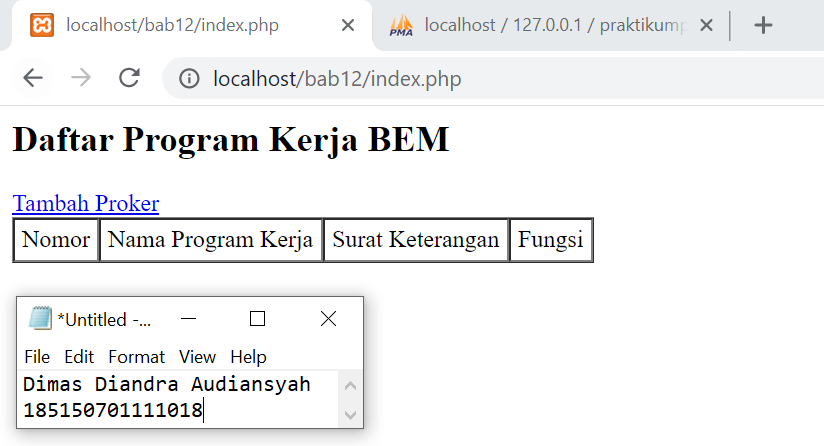 localhost/bab12/index.php
localhost / 127.0.0.1 / praktikump
localhost/bab12/index.php
Daftar Program Kerja BEM
Tambah Proker
Nomor Nama Program Kerja Surat Keterangan Fungsi
*Untitled -...
File Edit Format View Help
Dimas Diandra Audiansyah
185150701111018